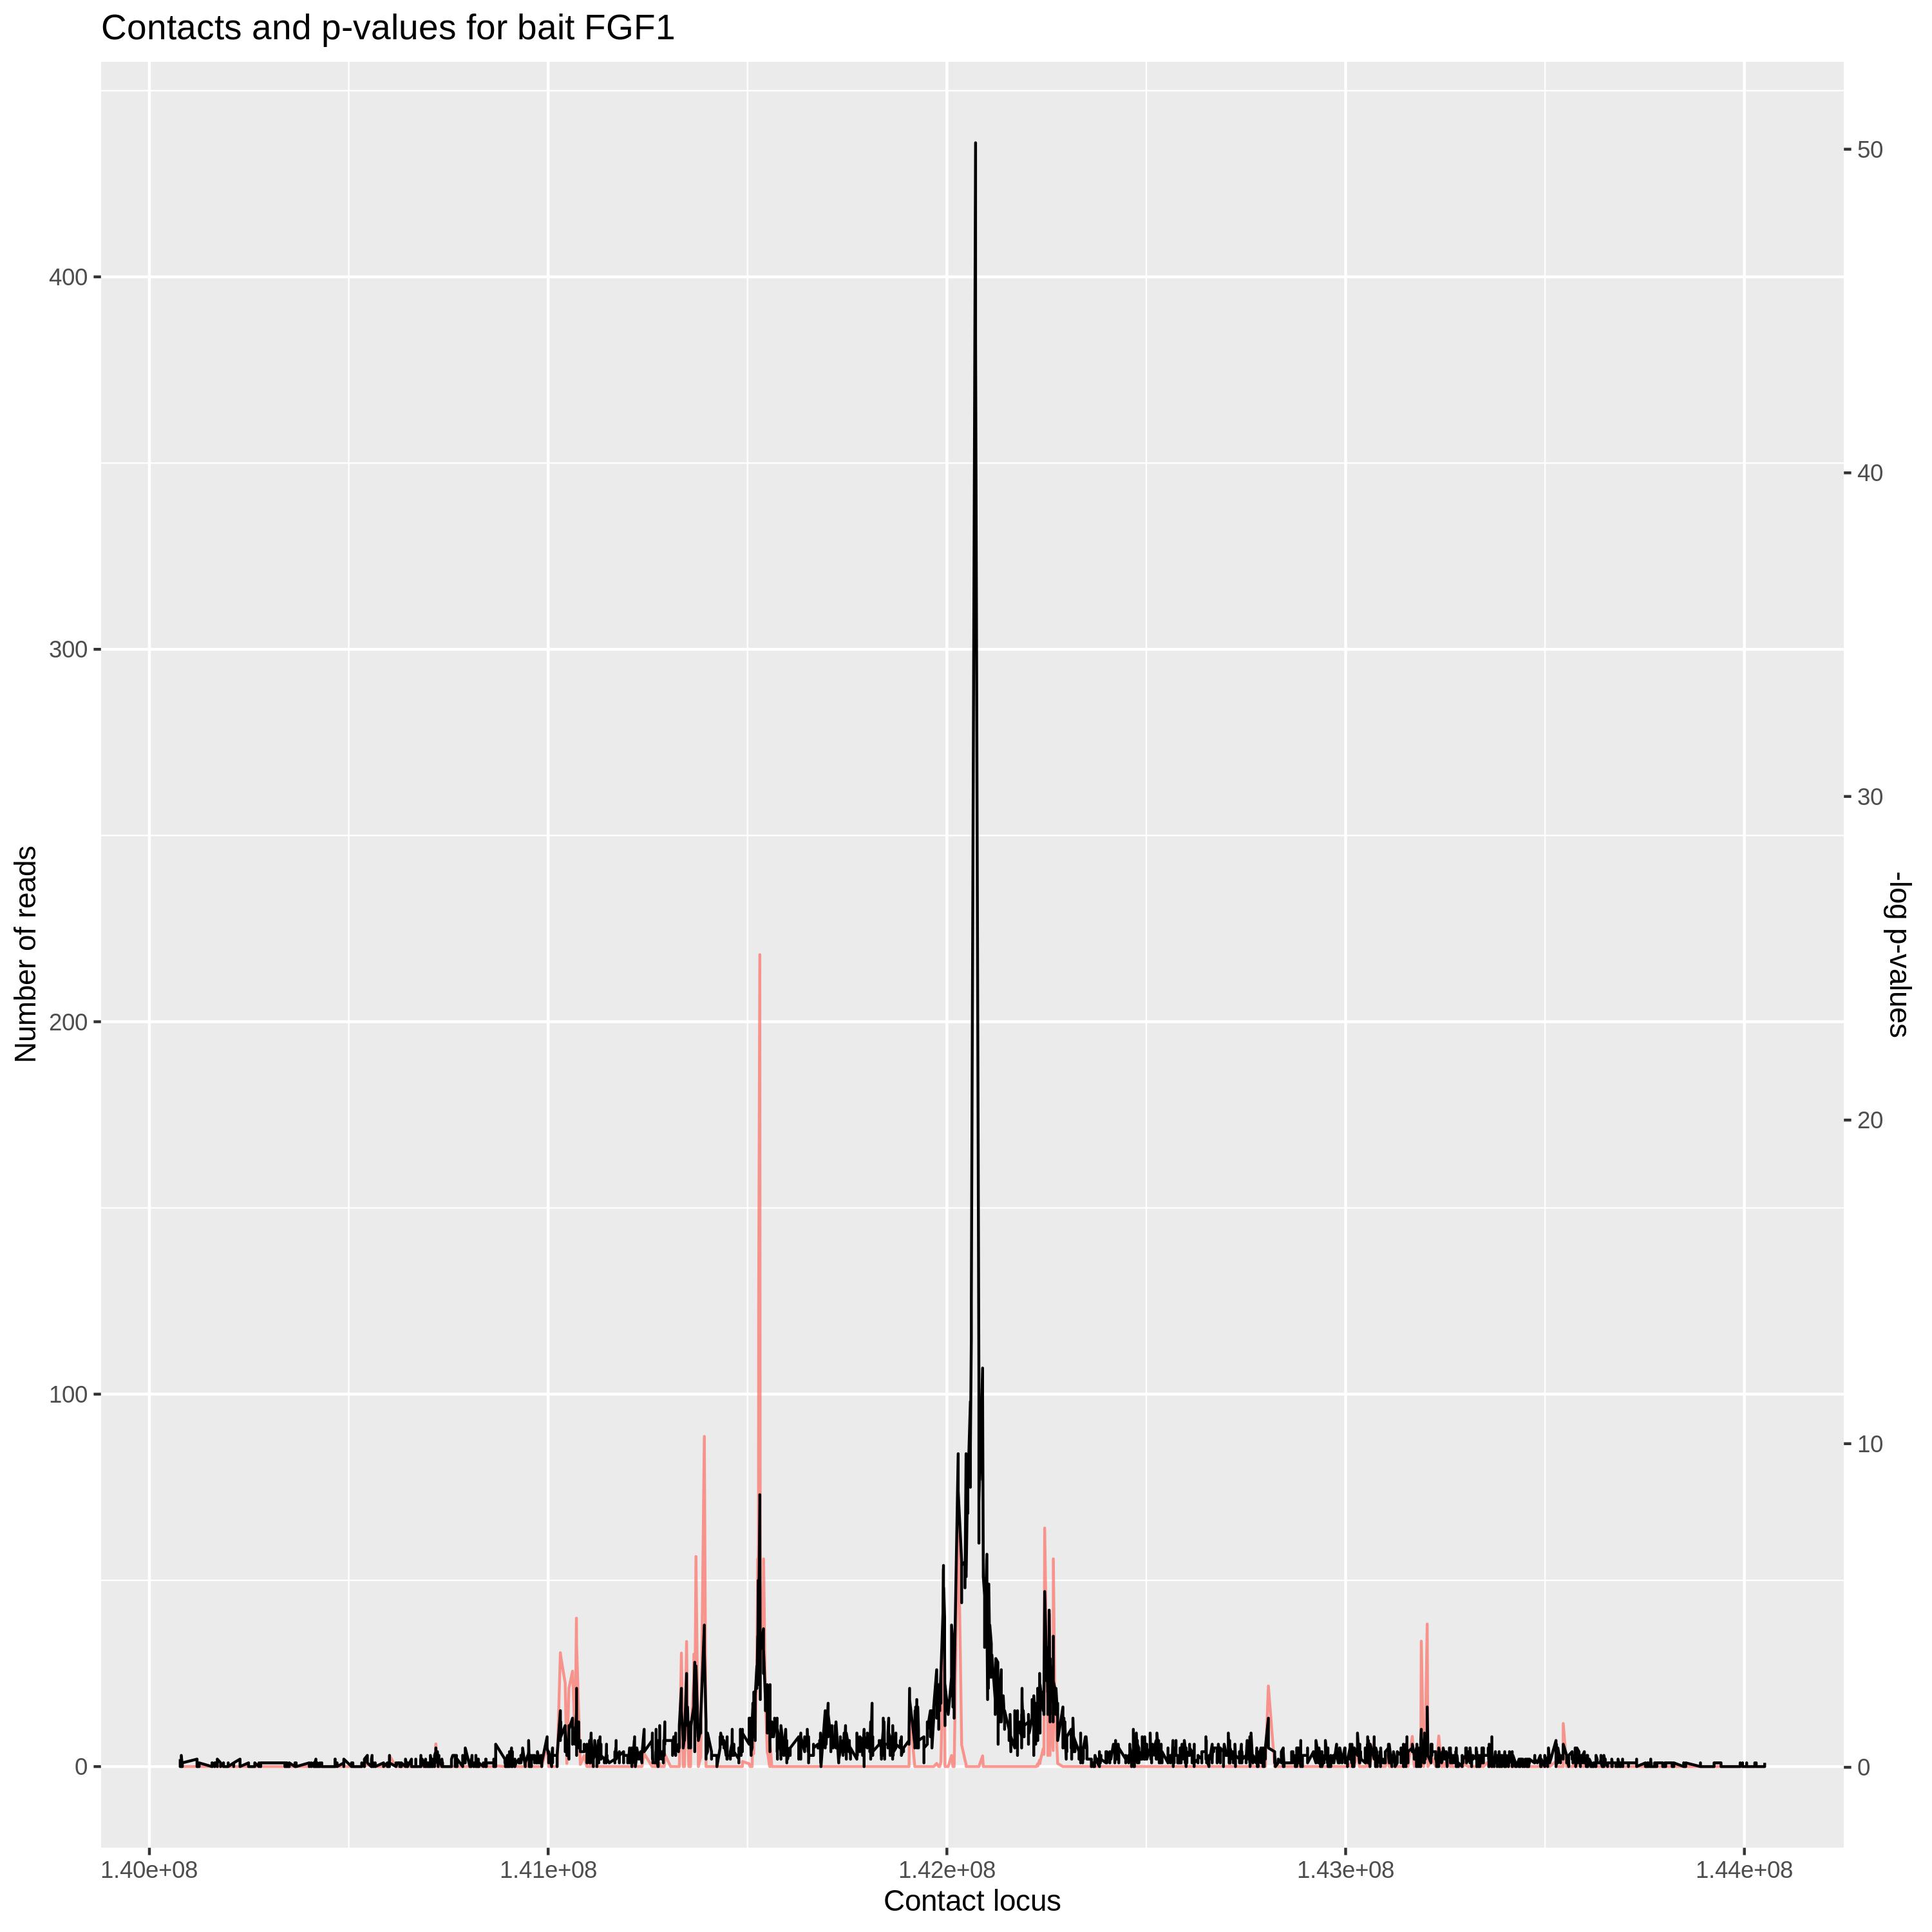 Contacts and p-values for bait FGF1
Number of reads
400
300
200
100
0
50
40
30
20
10
0
-log p-values
1.40e+08 1.41e+08 1.42e+08 1.43e+08 1.44e+08
Contact locus